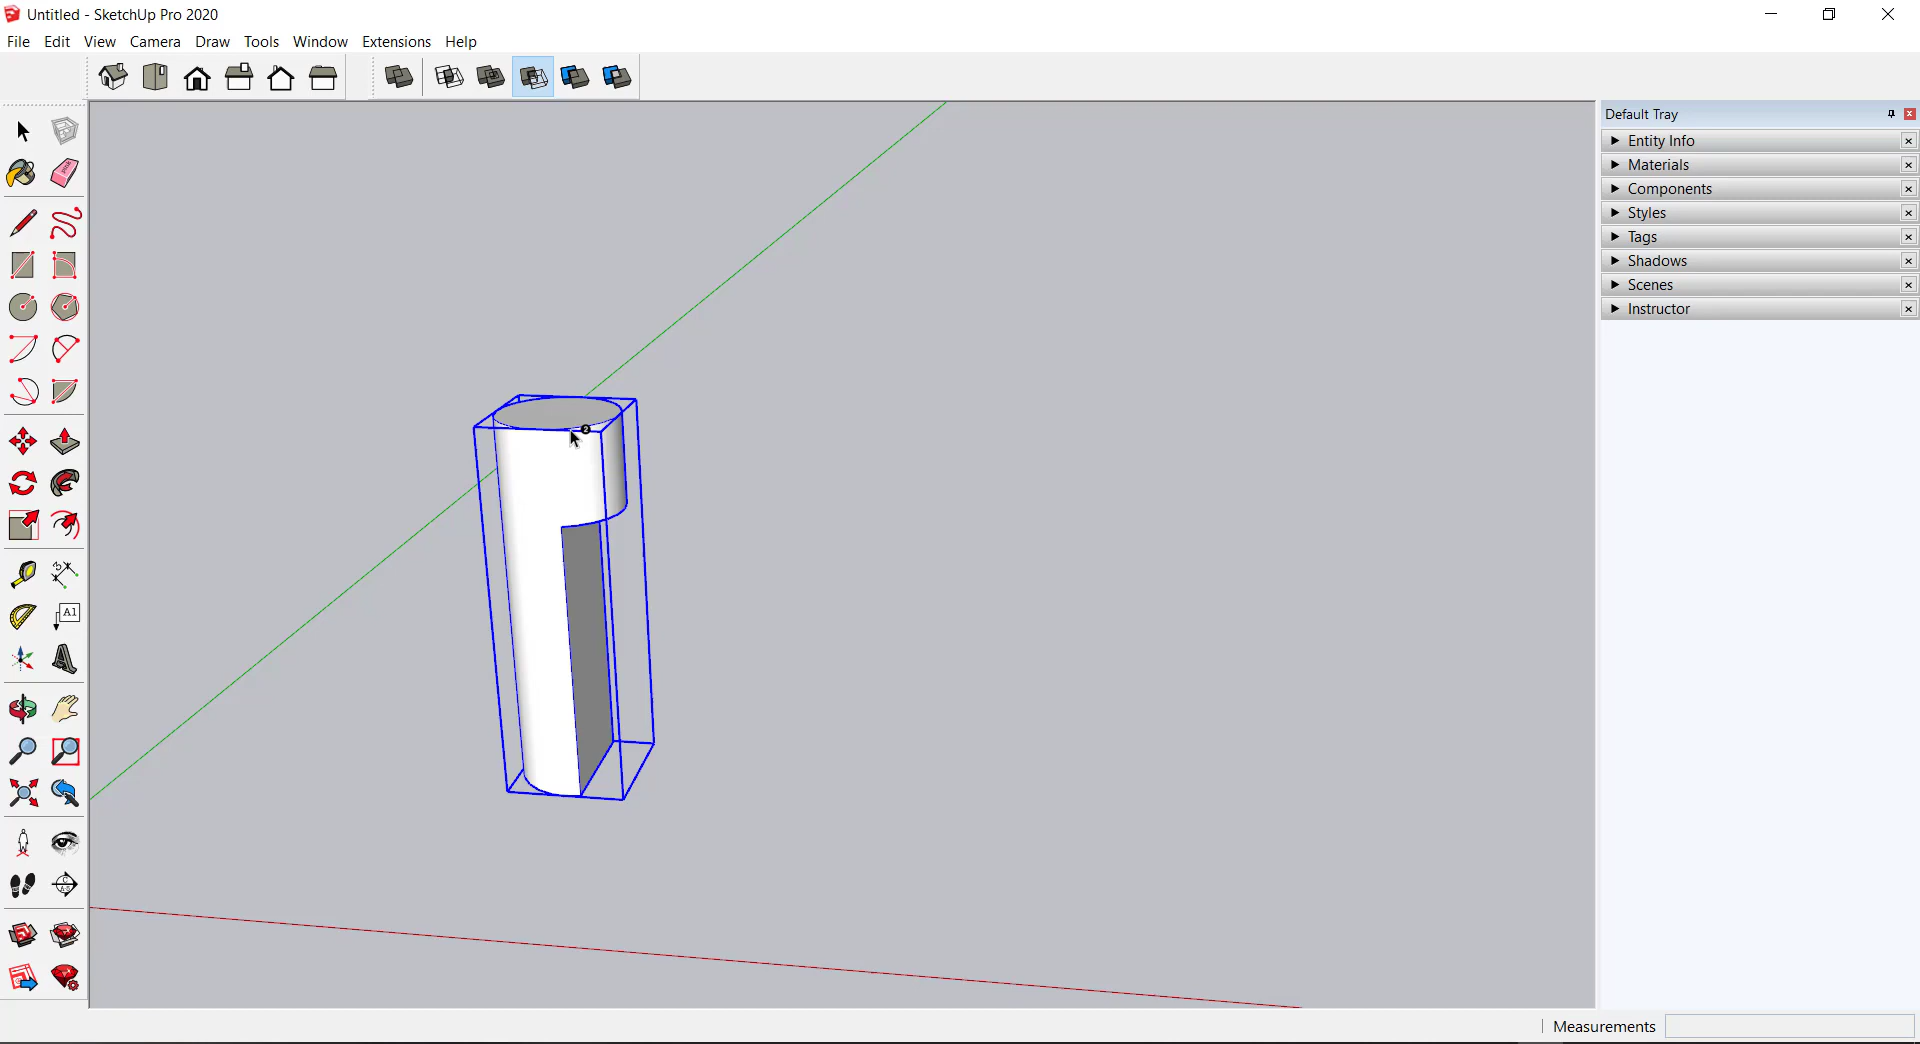 Untitled - SketchUp Pro 2020
File Edit View Camera Draw Tools Window Extensions Help
Default Tray
Entity Info
Materials
Components
Styles
Tags
Shadows
Scenes
Instructor
A1
Measurements